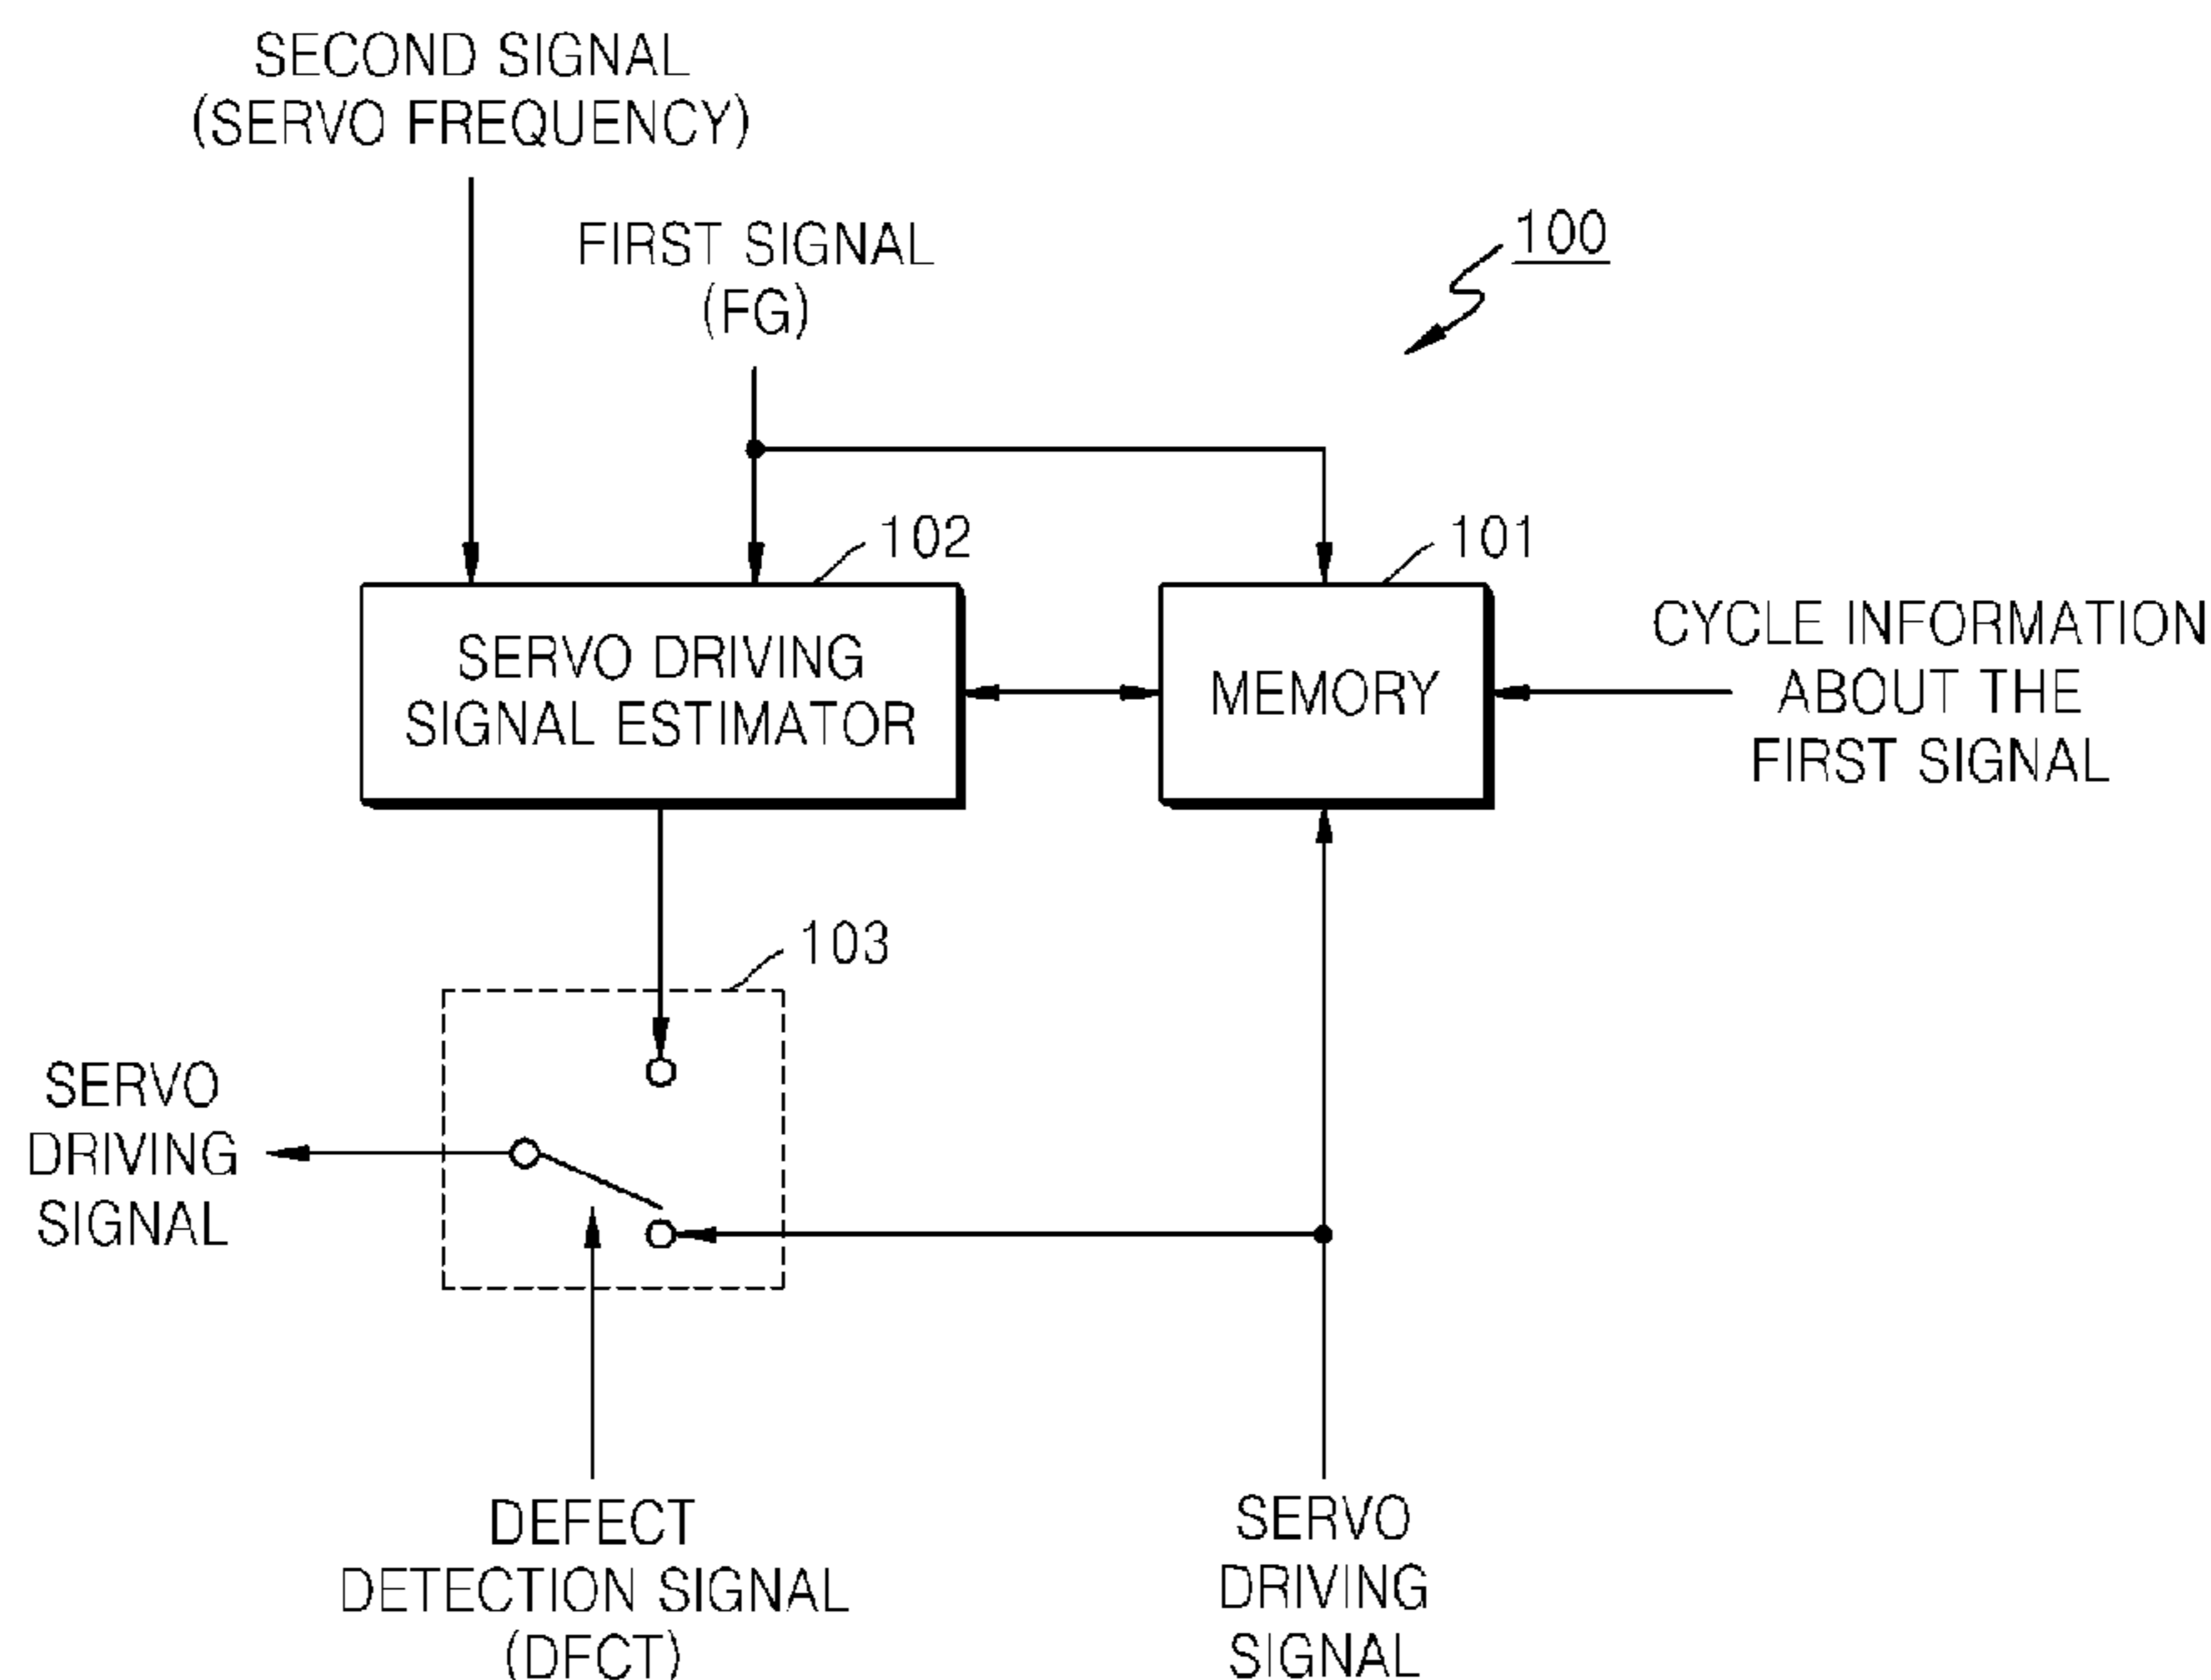 SECOND SIGNAL
(SERVO FREQUENCY)
FIRST SIGNAL
(FG)
100
102
101
SERVO DRIVING
SIGNAL ESTIMATOR
MEMORY
CYCLE INFORMATION
ABOUT THE
FIRST SIGNAL
103
SERVO
DRIVING
SIGNAL
DEFECT
DETECTION SIGNAL
(DFCT)
SERVO
DRIVING
SIGNAL